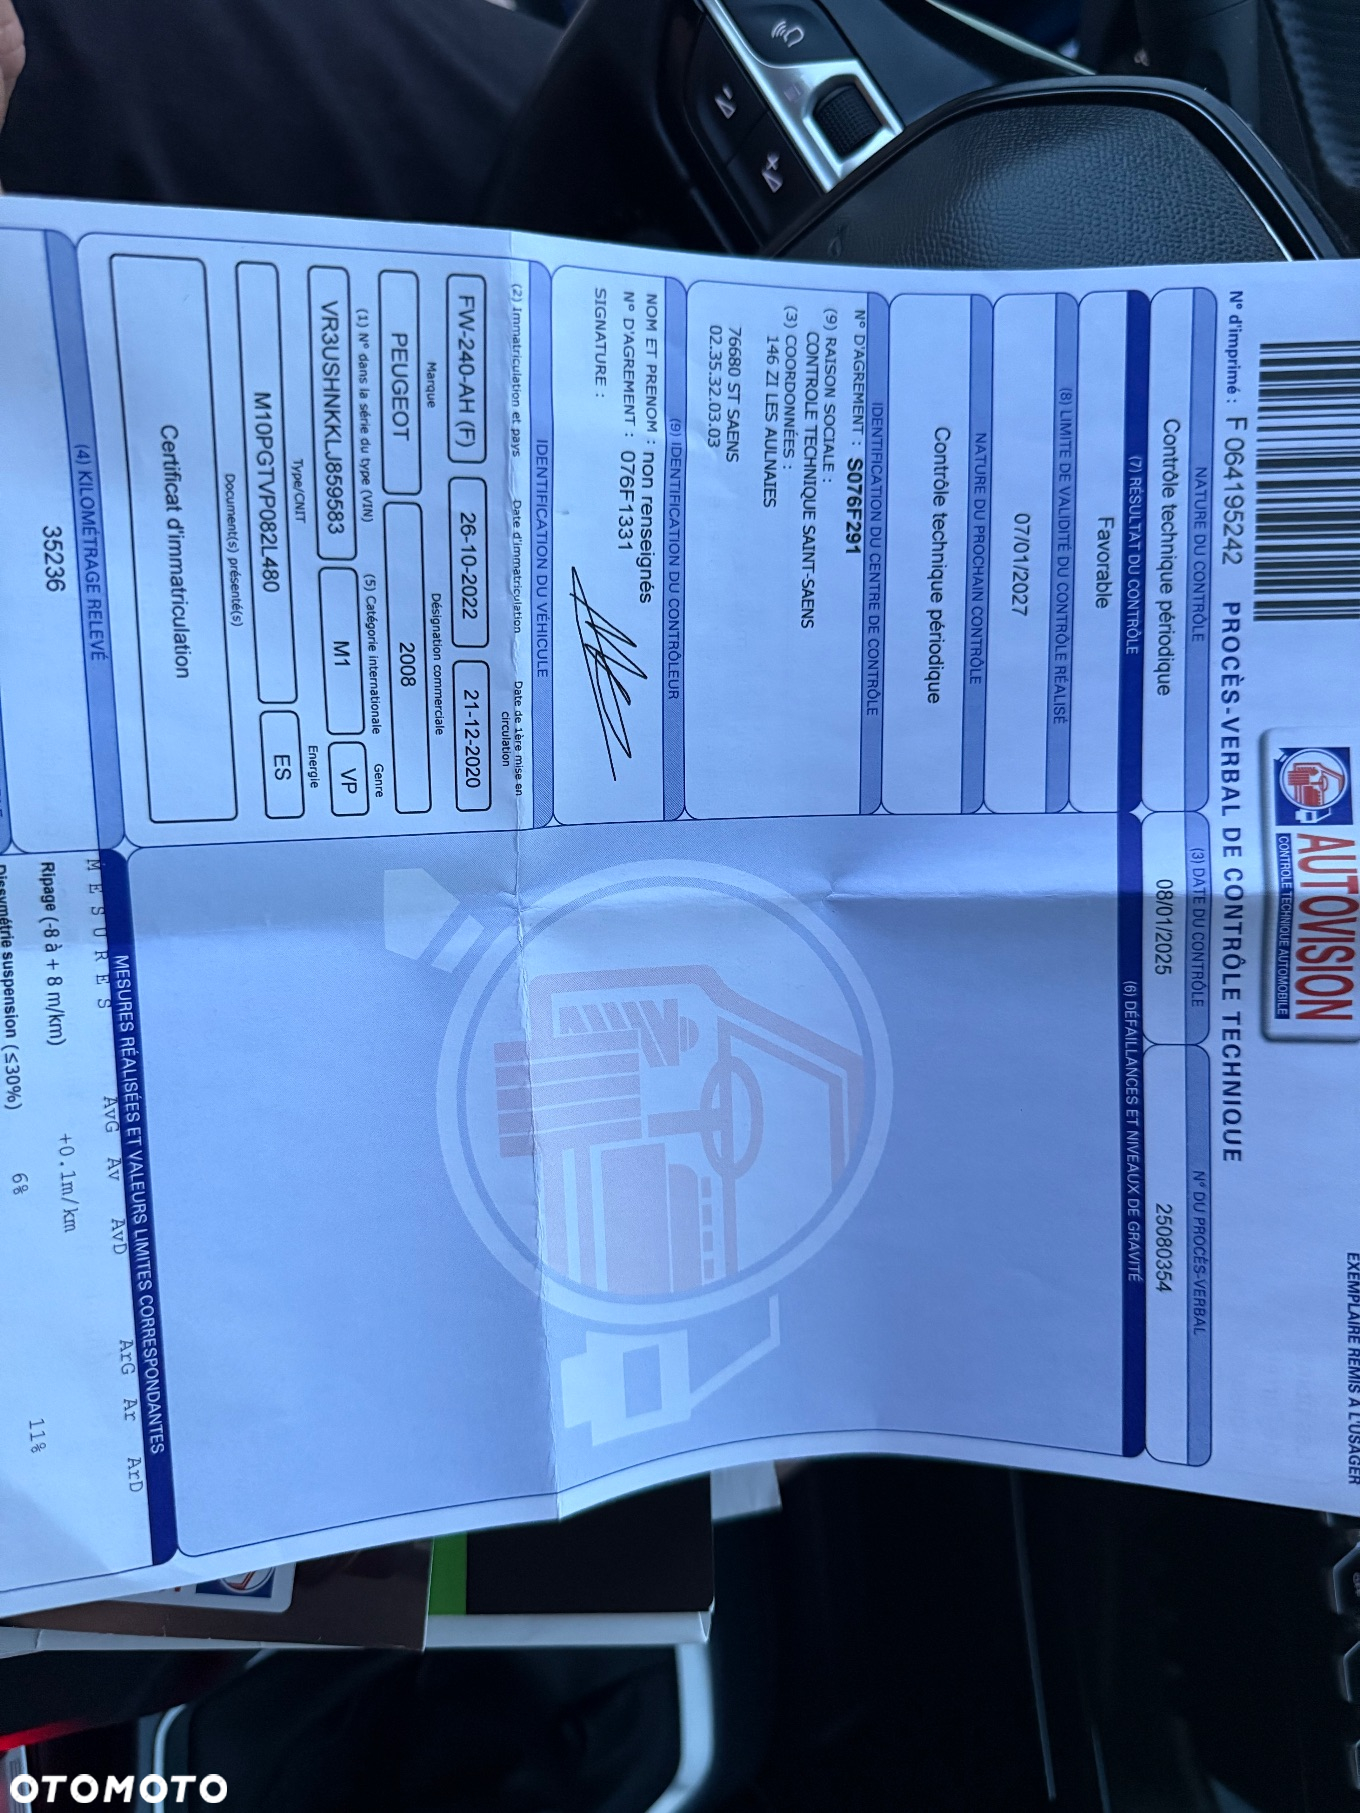 EXEMPLAIRE REMIS A L'USAGER
AUTOVISION
CONTROLE TECHNIQUE AUTOMOBILE
N° d'imprimé : F 064195242 PROCÈS-VERBAL DE CONTRÔLE TECHNIQUE
NATURE DU CONTRÔLE
Contrôle technique périodique
(3) DATE DU CONTRÔLE
08/01/2025
N° DU PROCÈS-VERBAL
25080354
(7) RÉSULTAT DU CONTRÔLE
Favorable
(8) LIMITE DE VALIDITÉ DU CONTRÔLE RÉALISÉ
07/01/2027
NATURE DU PROCHAIN CONTRÔLE
Contrôle technique périodique
IDENTIFICATION DU CENTRE DE CONTRÔLE
N° D'AGREMENT : S076F291
(9) RAISON SOCIALE :
CONTROLE TECHNIQUE SAINT-SAENS
(3) COORDONNÉES :
146 ZI LES AULNAIES
76680 ST SAENS
02.35.32.03.03
(9) IDENTIFICATION DU CONTRÔLEUR
NOM ET PRENOM : non renseignés
N° D'AGREMENT : 076F1331
SIGNATURE :
IDENTIFICATION DU VÉHICULE
(2) Immatriculation et pays Date d'immatriculation Date de 1ère mise en
circulation
FW-240-AH (F) 26-10-2022 21-12-2020
Marque Désignation commerciale
PEUGEOT 2008
(1) N° dans la série du type (VIN) (5) Catégorie internationale Genre
VR3USHNKKLJ859583 M1 VP
Type/CNIT Energie
M10PGTVP082L480 ES
Document(s) présenté(s)
Certificat d'immatriculation
(4) KILOMÉTRAGE RELEVÉ
35236
(6) DÉFAILLANCES ET NIVEAUX DE GRAVITÉ
MESURES RÉALISÉES ET VALEURS LIMITES CORRESPONDANTES
MESURES AvG Av AvD ArG Ar ArD
Ripage (-8 à + 8 m/km) +0.1m/km
Dissymétrie suspension (≤30%) 6% 11%
OTOMOTO